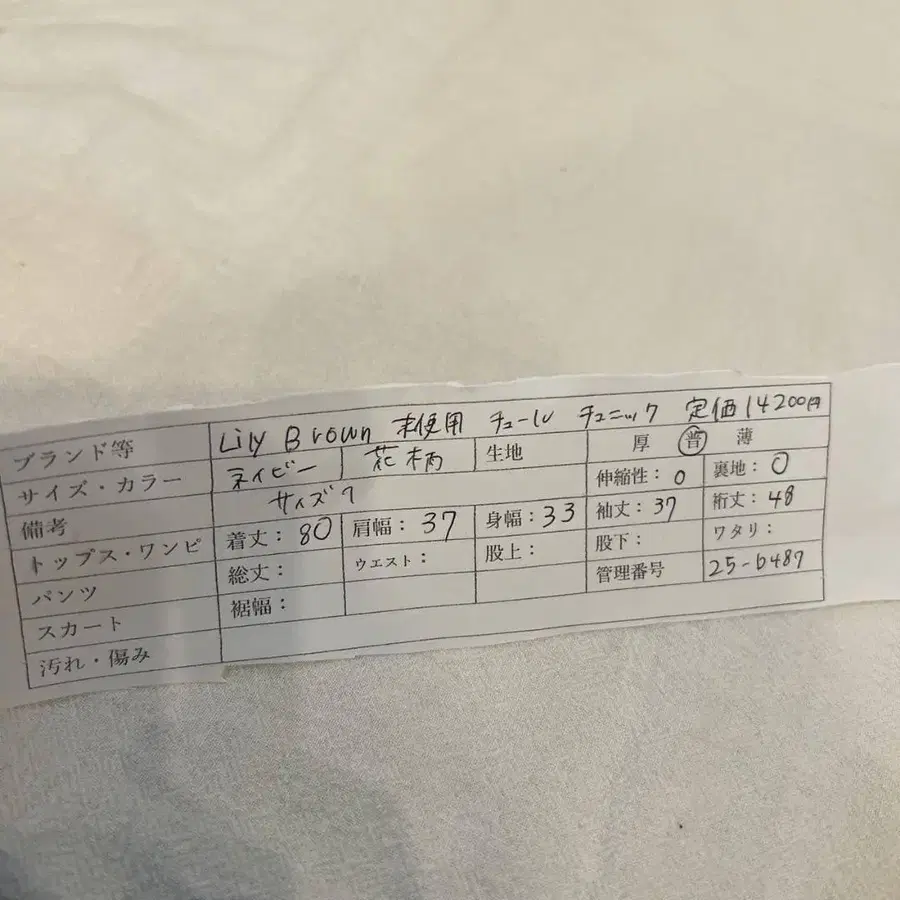 ブランド等 Lily Brown 未使用 チュール チュニック 定価14200円
サイズ・カラー ネイビー 花柄 生地 厚 普 薄
備考 サイズ7 伸縮性：0 裏地：0
トップス・ワンピ 着丈：80 肩幅：37 身幅：33 袖丈：37 裄丈：48
パンツ 総丈： ウエスト： 股上： 股下： ワタリ：
スカート 裾幅： 管理番号 25-6487
汚れ・傷み